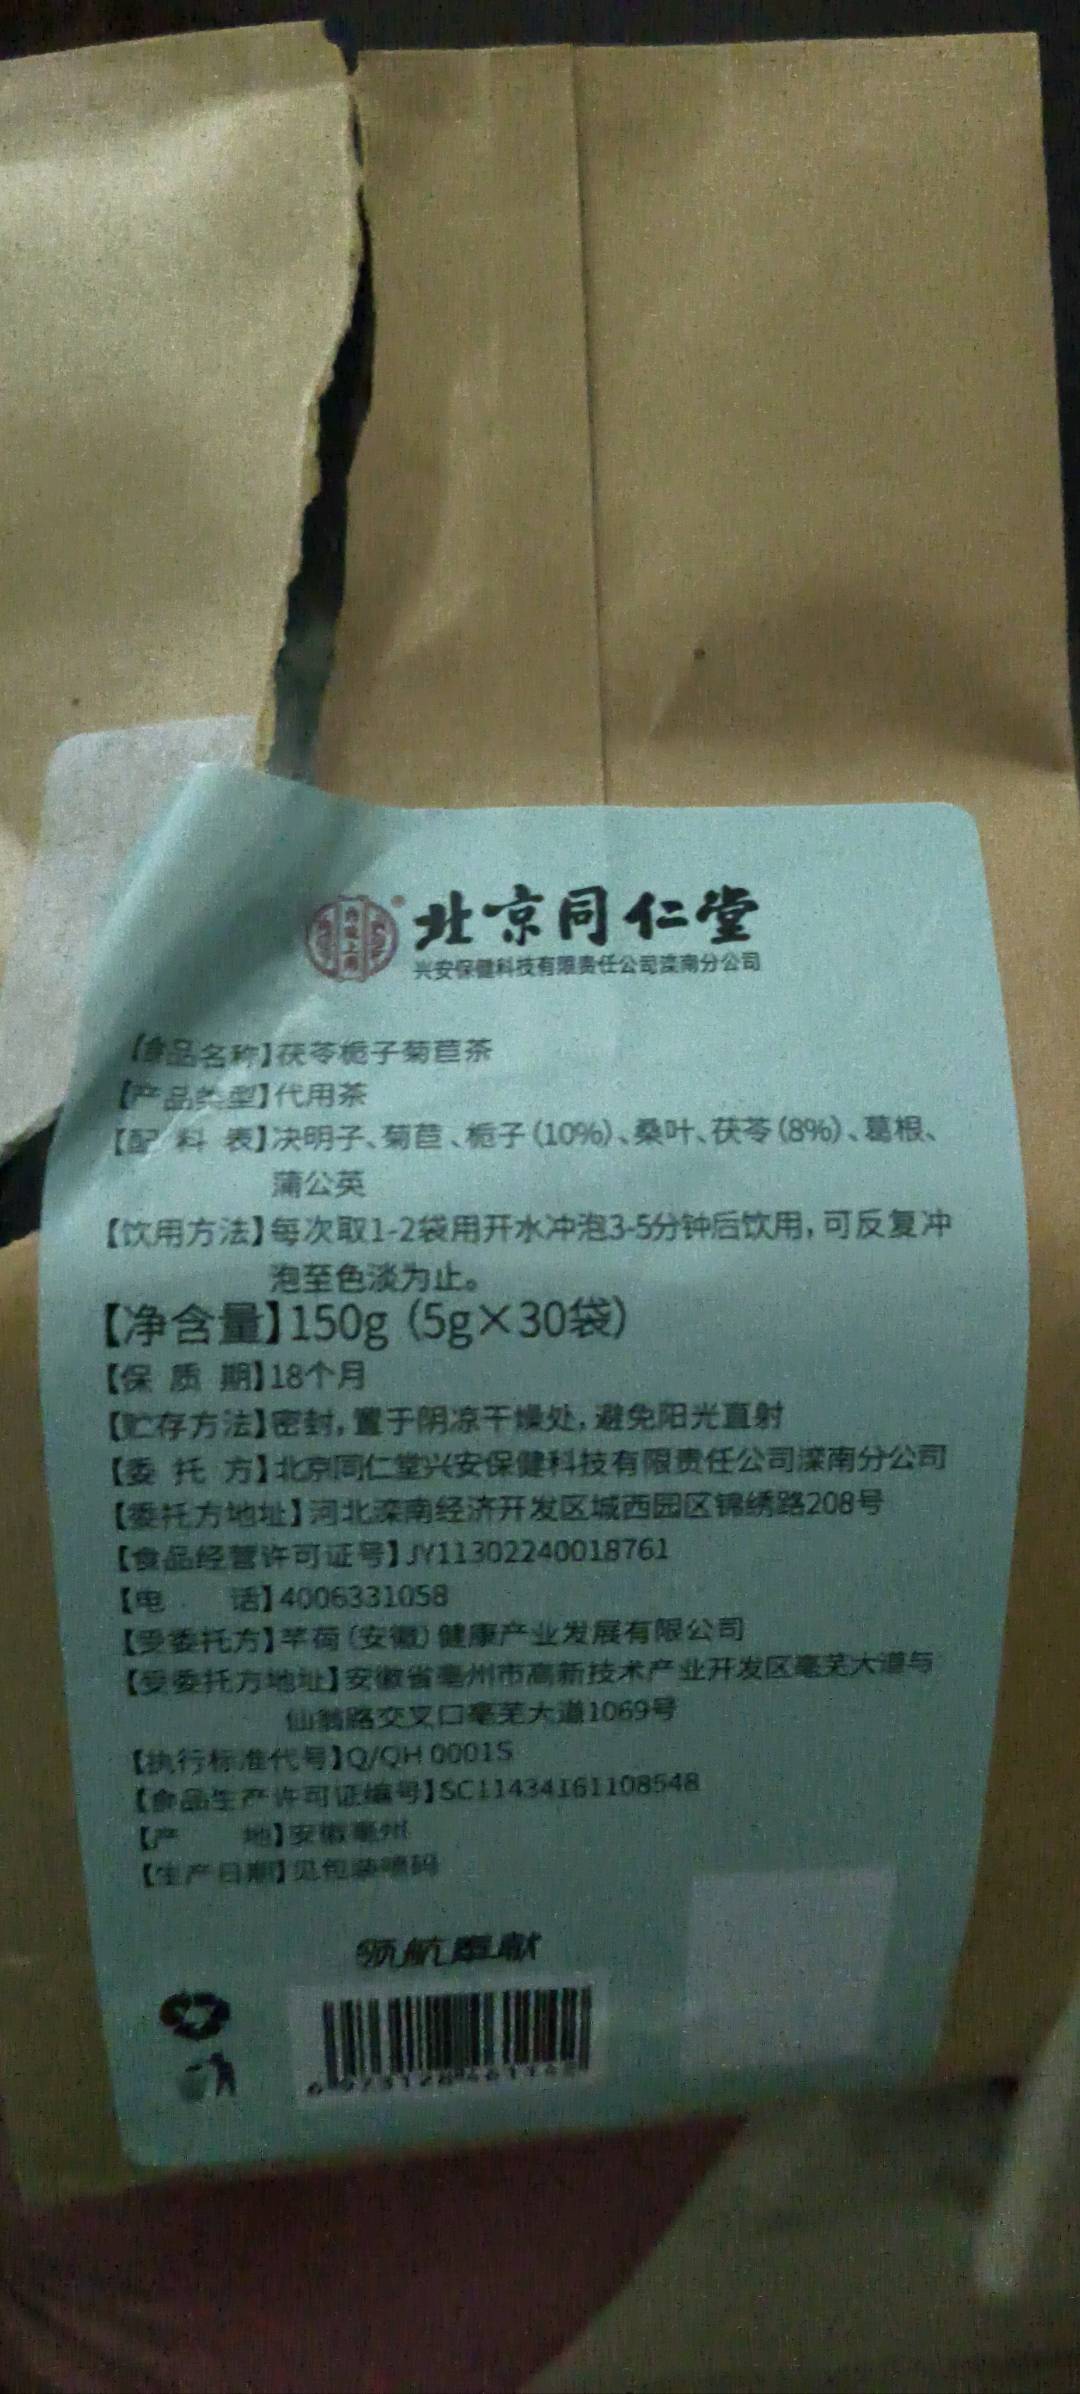 北京同仁堂
兴安保健科技有限责任公司滦南分公司
【食品名称】茯苓栀子菊苣茶
【产品类型】代用茶
【配 料 表】决明子、菊苣、栀子(10%)、桑叶、茯苓(8%)、葛根、
蒲公英
【饮用方法】每次取1-2袋用开水冲泡3-5分钟后饮用,可反复冲
泡至色淡为止。
【净含量】150g (5g×30袋)
【保 质 期】18个月
【贮存方法】密封,置于阴凉干燥处,避免阳光直射
【委 托 方】北京同仁堂兴安保健科技有限责任公司滦南分公司
【委托方地址】河北滦南经济开发区城西园区锦绣路208号
【食品经营许可证号】JY11302240018761
【电 话】4006331058
【受委托方】芊荷(安徽)健康产业发展有限公司
【受委托方地址】安徽省亳州市高新技术产业开发区亳芜大道与
仙翁路交叉口亳芜大道1069号
【执行标准代号】Q/QH 0001S
【食品生产许可证编号】SC11434161108548
【产 地】安徽亳州
【生产日期】见包装喷码
领航奉献